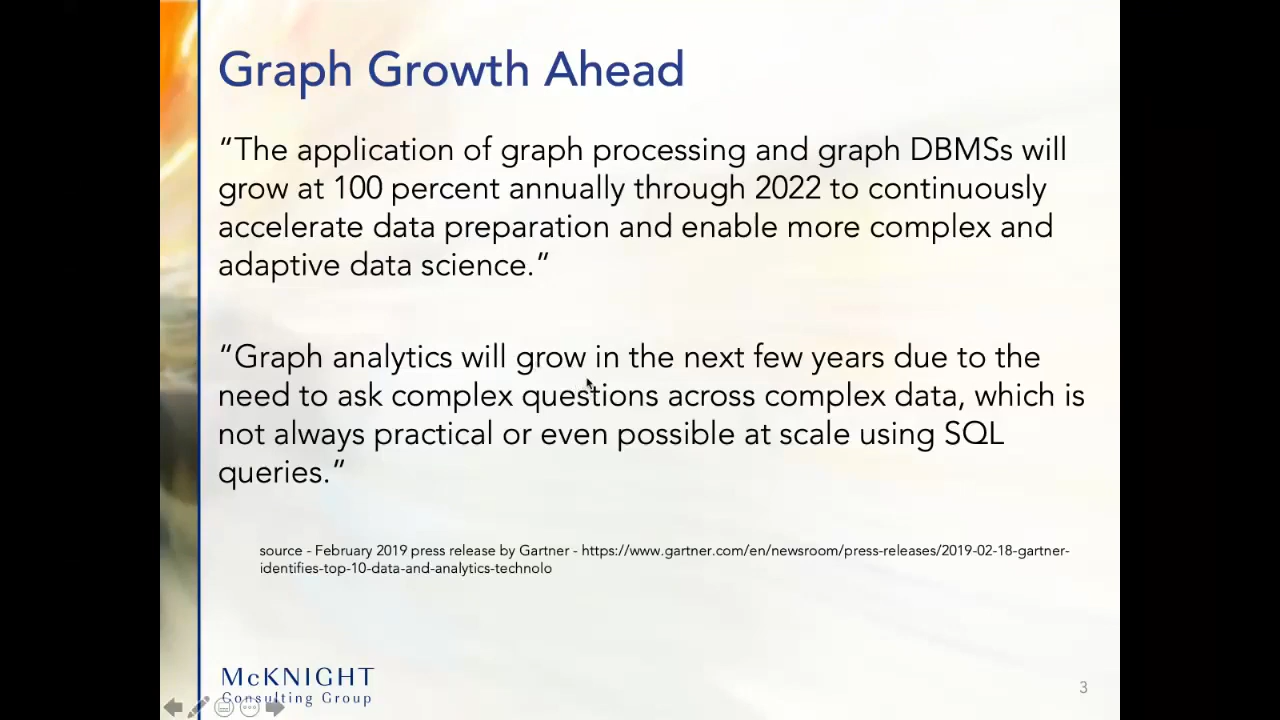 Graph Growth Ahead
“The application of graph processing and graph DBMSs will
grow at 100 percent annually through 2022 to continuously
accelerate data preparation and enable more complex and
adaptive data science.”
“Graph analytics will grow in the next few years due to the
need to ask complex questions across complex data, which is
not always practical or even possible at scale using SQL
queries.”
source - February 2019 press release by Gartner - https://www.gartner.com/en/newsroom/press-releases/2019-02-18-gartner-
identifies-top-10-data-and-analytics-technolo
McKNIGHT
Consulting Group
3